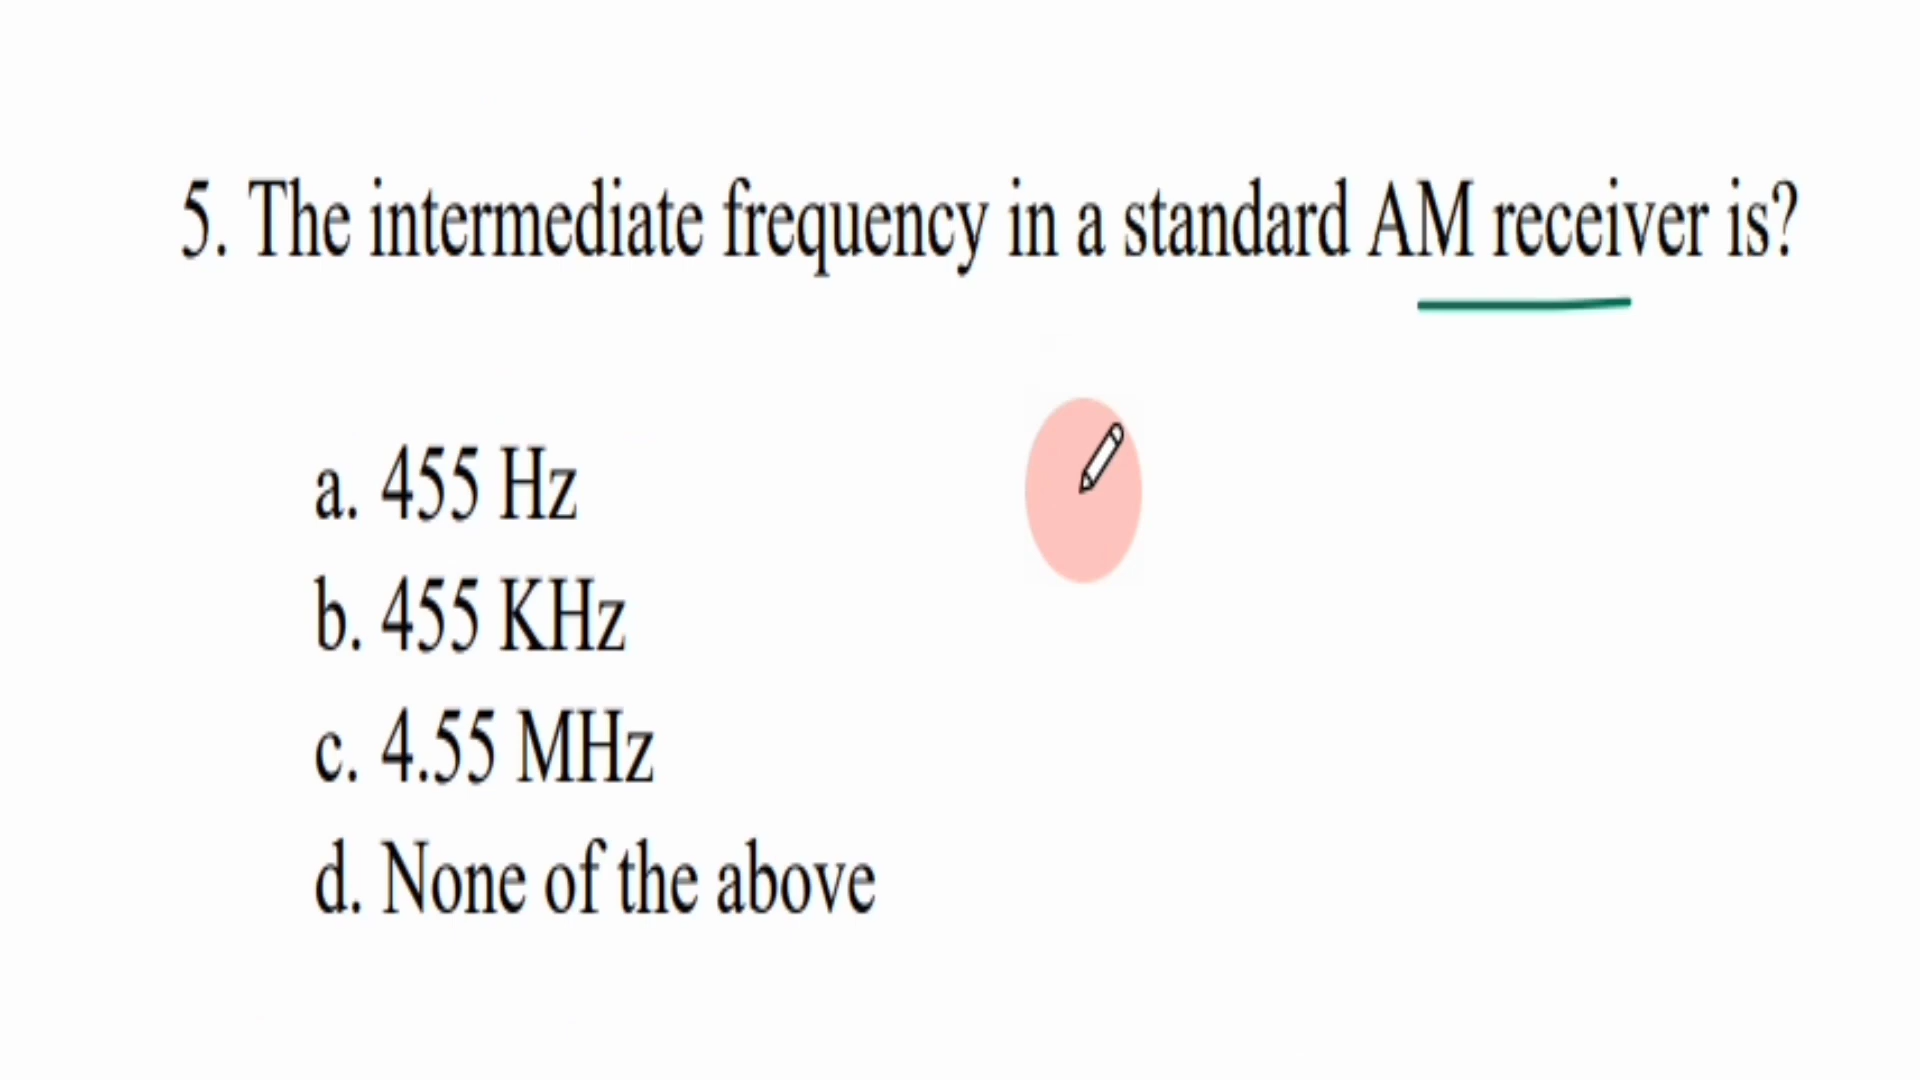 5. The intermediate frequency in a standard AM receiver is?
a. 455 Hz
b. 455 KHz
c. 4.55 MHz
d. None of the above